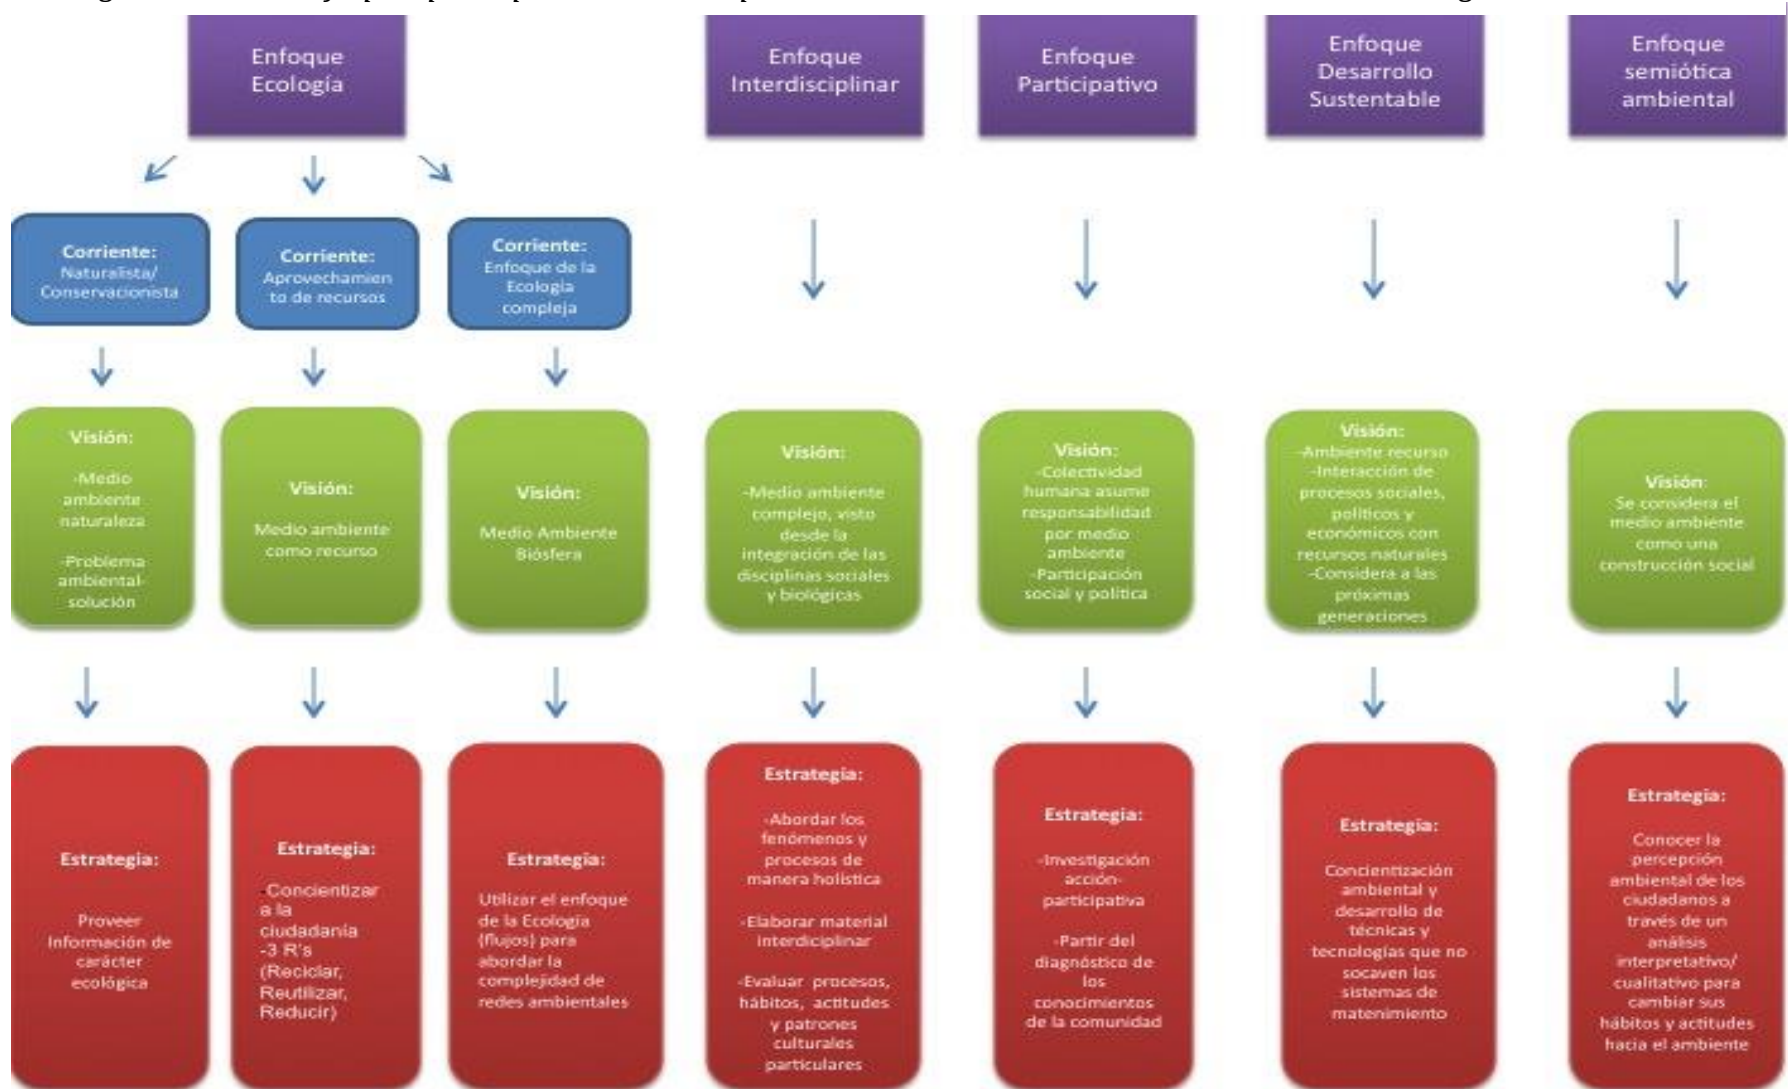 Enfoque
Ecología
Enfoque
Interdisciplinar
Enfoque
Participativo
Enfoque
Desarrollo
Sustentable
Enfoque
semiótica
ambiental
Corriente:
Naturalista/
Conservacionista
Corriente:
Aprovechamien
to de recursos
Corriente:
Enfoque de la
Ecología
compleja
Visión:
-Medio
ambiente
naturaleza
-Problema
ambiental-
solución
Visión:
Medio ambiente
como recurso
Visión:
Medio Ambiente
Biósfera
Visión:
-Medio ambiente
complejo, visto
desde la
integración de las
disciplinas sociales
y biológicas
Visión:
-Colectividad
humana asume
responsabilidad
por medio
ambiente
-Participación
social y política
Visión:
-Ambiente recurso
-Interacción de
procesos sociales,
políticos y
económicos con
recursos naturales
-Considera a las
próximas
generaciones
Visión:
Se considera el
medio ambiente
como una
construcción social
Estrategia:
Proveer
Información de
carácter
ecológica
Estrategia:
-Concientizar
a la
ciudadanía
-3 R's
(Reciclar,
Reutilizar,
Reducir)
Estrategia:
Utilizar el enfoque
de la Ecología
(flujos) para
abordar la
complejidad de
redes ambientales
Estrategia:
-Abordar los
fenómenos y
procesos de
manera holística
-Elaborar material
interdiciplinar
-Evaluar procesos,
hábitos, actitudes
y patrones
culturales
particulares
Estrategia:
-Investigación
acción-
participativa
-Partir del
diagnóstico de
los
conocimientos
de la comunidad
Estrategia:
Concientización
ambiental y
desarrollo de
técnicas y
tecnologías que no
socaven los
sistemas de
matenimiento
Estrategia:
Conocer la
percepción
ambiental de los
ciudadanos a
través de un
análisis
interpretativo/
cualitativo para
cambiar sus
hábitos y actitudes
hacia el ambiente